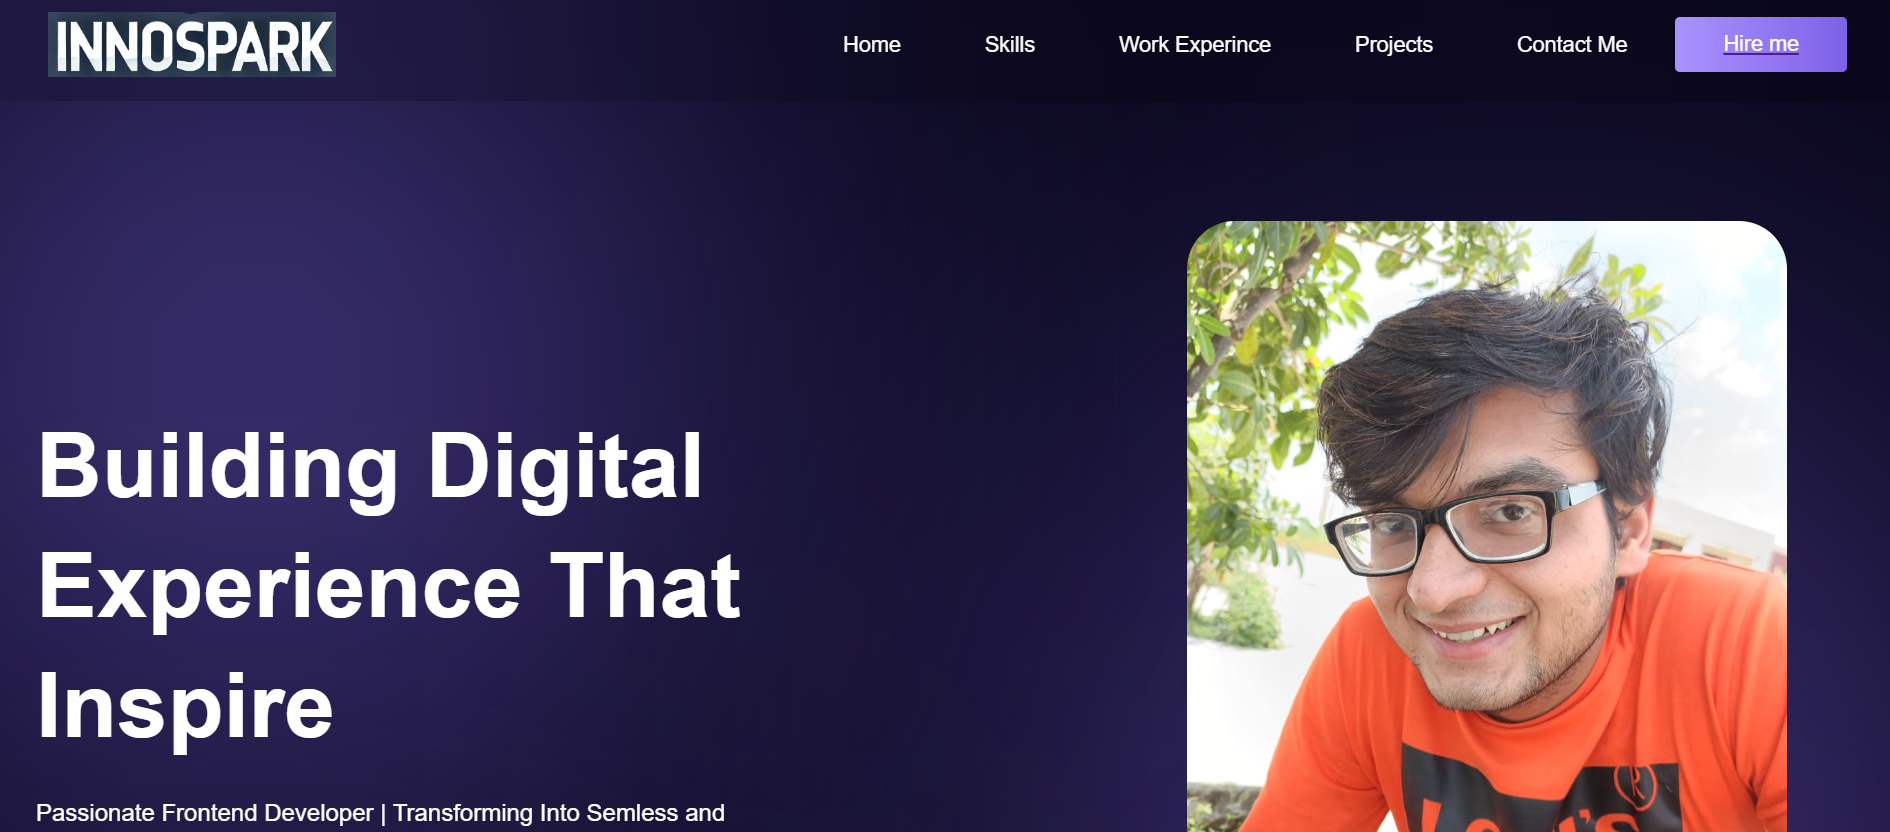 INNOSPARK
Home
Skills
Work Experince
Projects
Contact Me
Hire me
Building Digital
Experience That
Inspire
Passionate Frontend Developer | Transforming Into Semless and